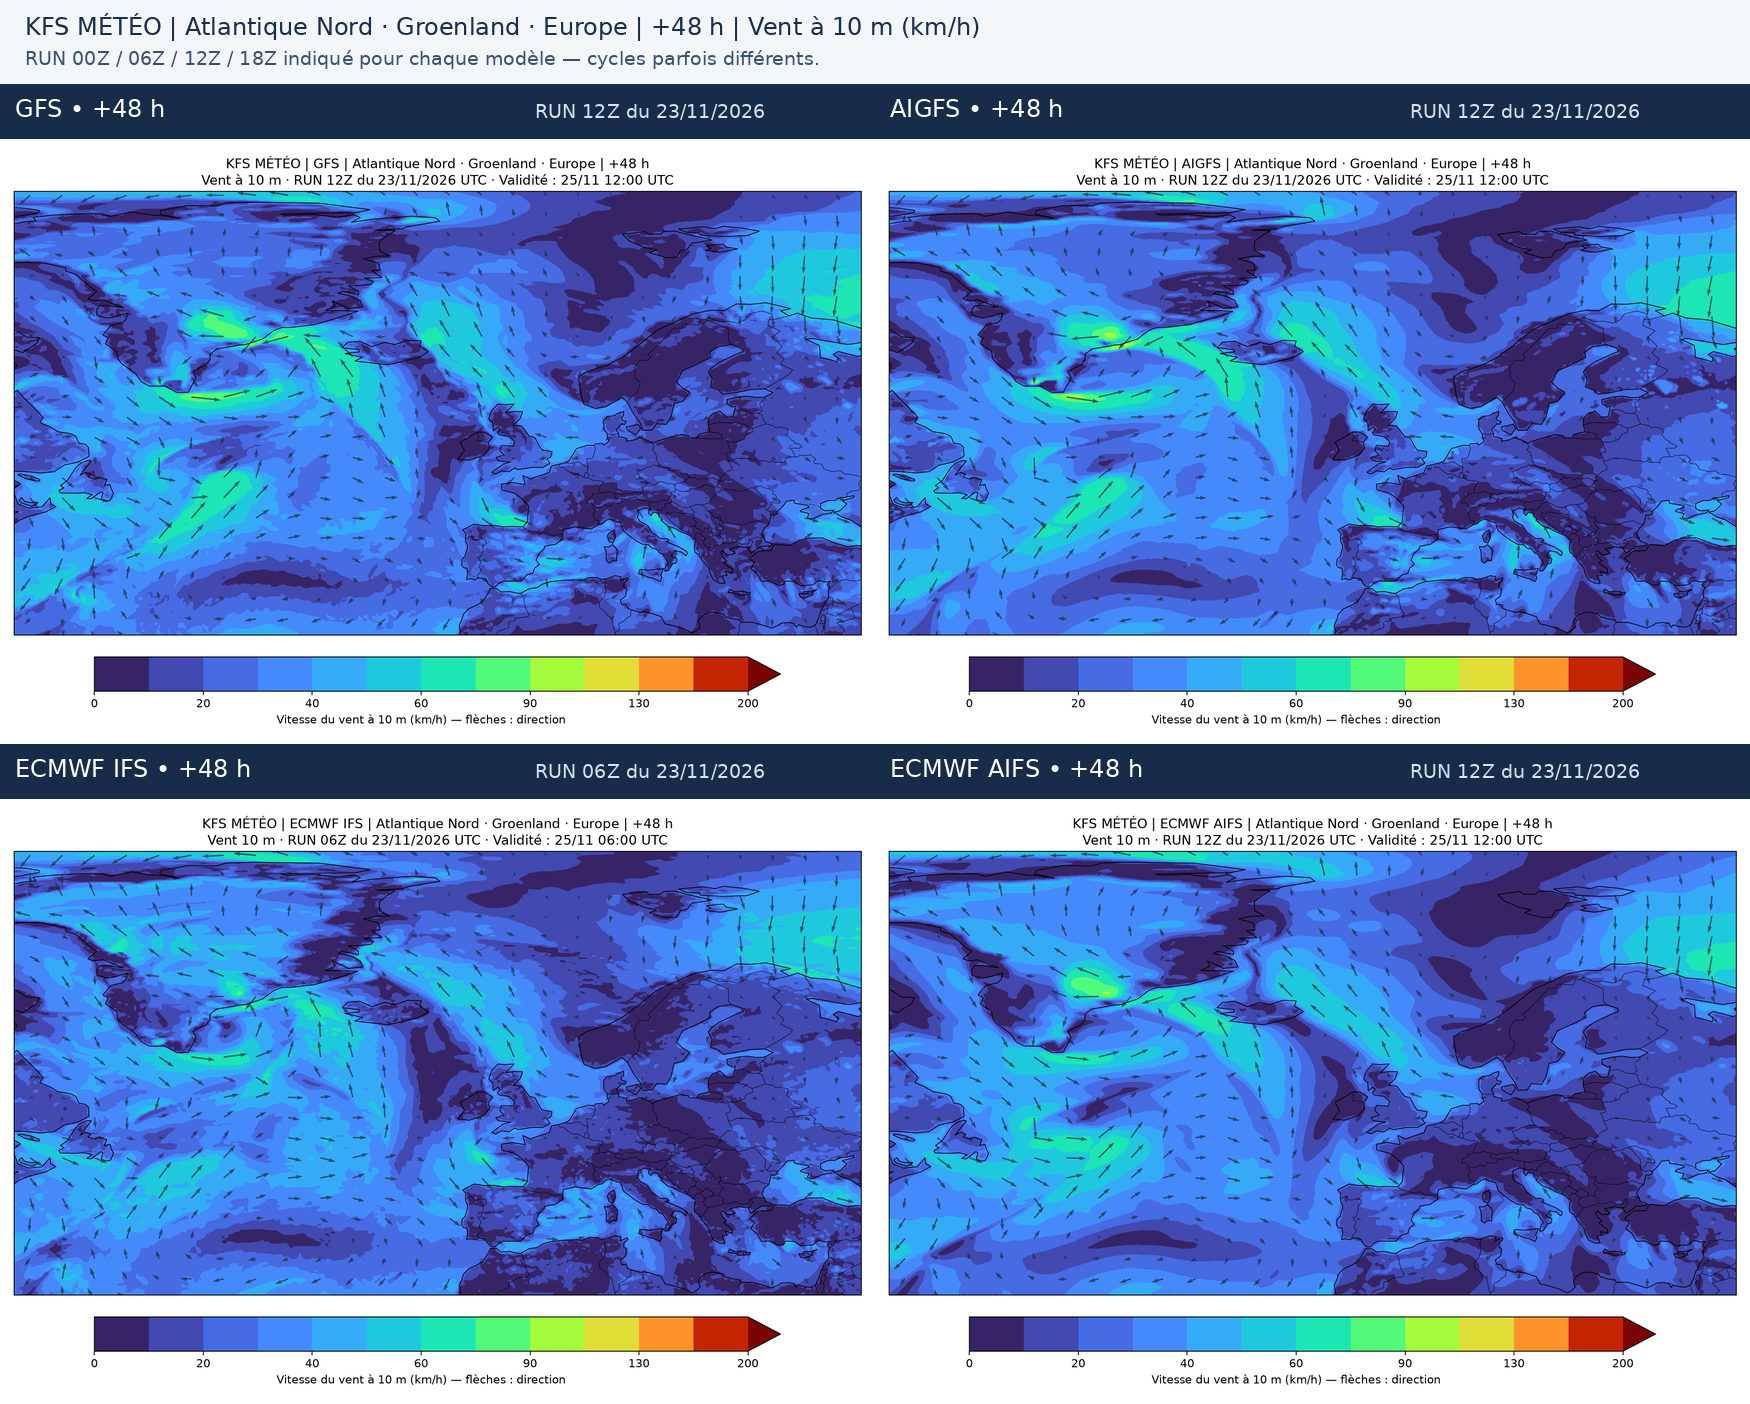 KFS MÉTÉO | Atlantique Nord · Groenland · Europe | +48 h | Vent à 10 m (km/h)
RUN 00Z / 06Z / 12Z / 18Z indiqué pour chaque modèle — cycles parfois différents.
GFS • +48 h
RUN 12Z du 23/11/2026
KFS MÉTÉO | GFS | Atlantique Nord · Groenland · Europe | +48 h
Vent à 10 m · RUN 12Z du 23/11/2026 UTC · Validité : 25/11 12:00 UTC
0 20 40 60 90 130 200
Vitesse du vent à 10 m (km/h) — flèches : direction
AIGFS • +48 h
RUN 12Z du 23/11/2026
KFS MÉTÉO | AIGFS | Atlantique Nord · Groenland · Europe | +48 h
Vent à 10 m · RUN 12Z du 23/11/2026 UTC · Validité : 25/11 12:00 UTC
0 20 40 60 90 130 200
Vitesse du vent à 10 m (km/h) — flèches : direction
ECMWF IFS • +48 h
RUN 06Z du 23/11/2026
KFS MÉTÉO | ECMWF IFS | Atlantique Nord · Groenland · Europe | +48 h
Vent 10 m · RUN 06Z du 23/11/2026 UTC · Validité : 25/11 06:00 UTC
0 20 40 60 90 130 200
Vitesse du vent à 10 m (km/h) — flèches : direction
ECMWF AIFS • +48 h
RUN 12Z du 23/11/2026
KFS MÉTÉO | ECMWF AIFS | Atlantique Nord · Groenland · Europe | +48 h
Vent 10 m · RUN 12Z du 23/11/2026 UTC · Validité : 25/11 12:00 UTC
0 20 40 60 90 130 200
Vitesse du vent à 10 m (km/h) — flèches : direction